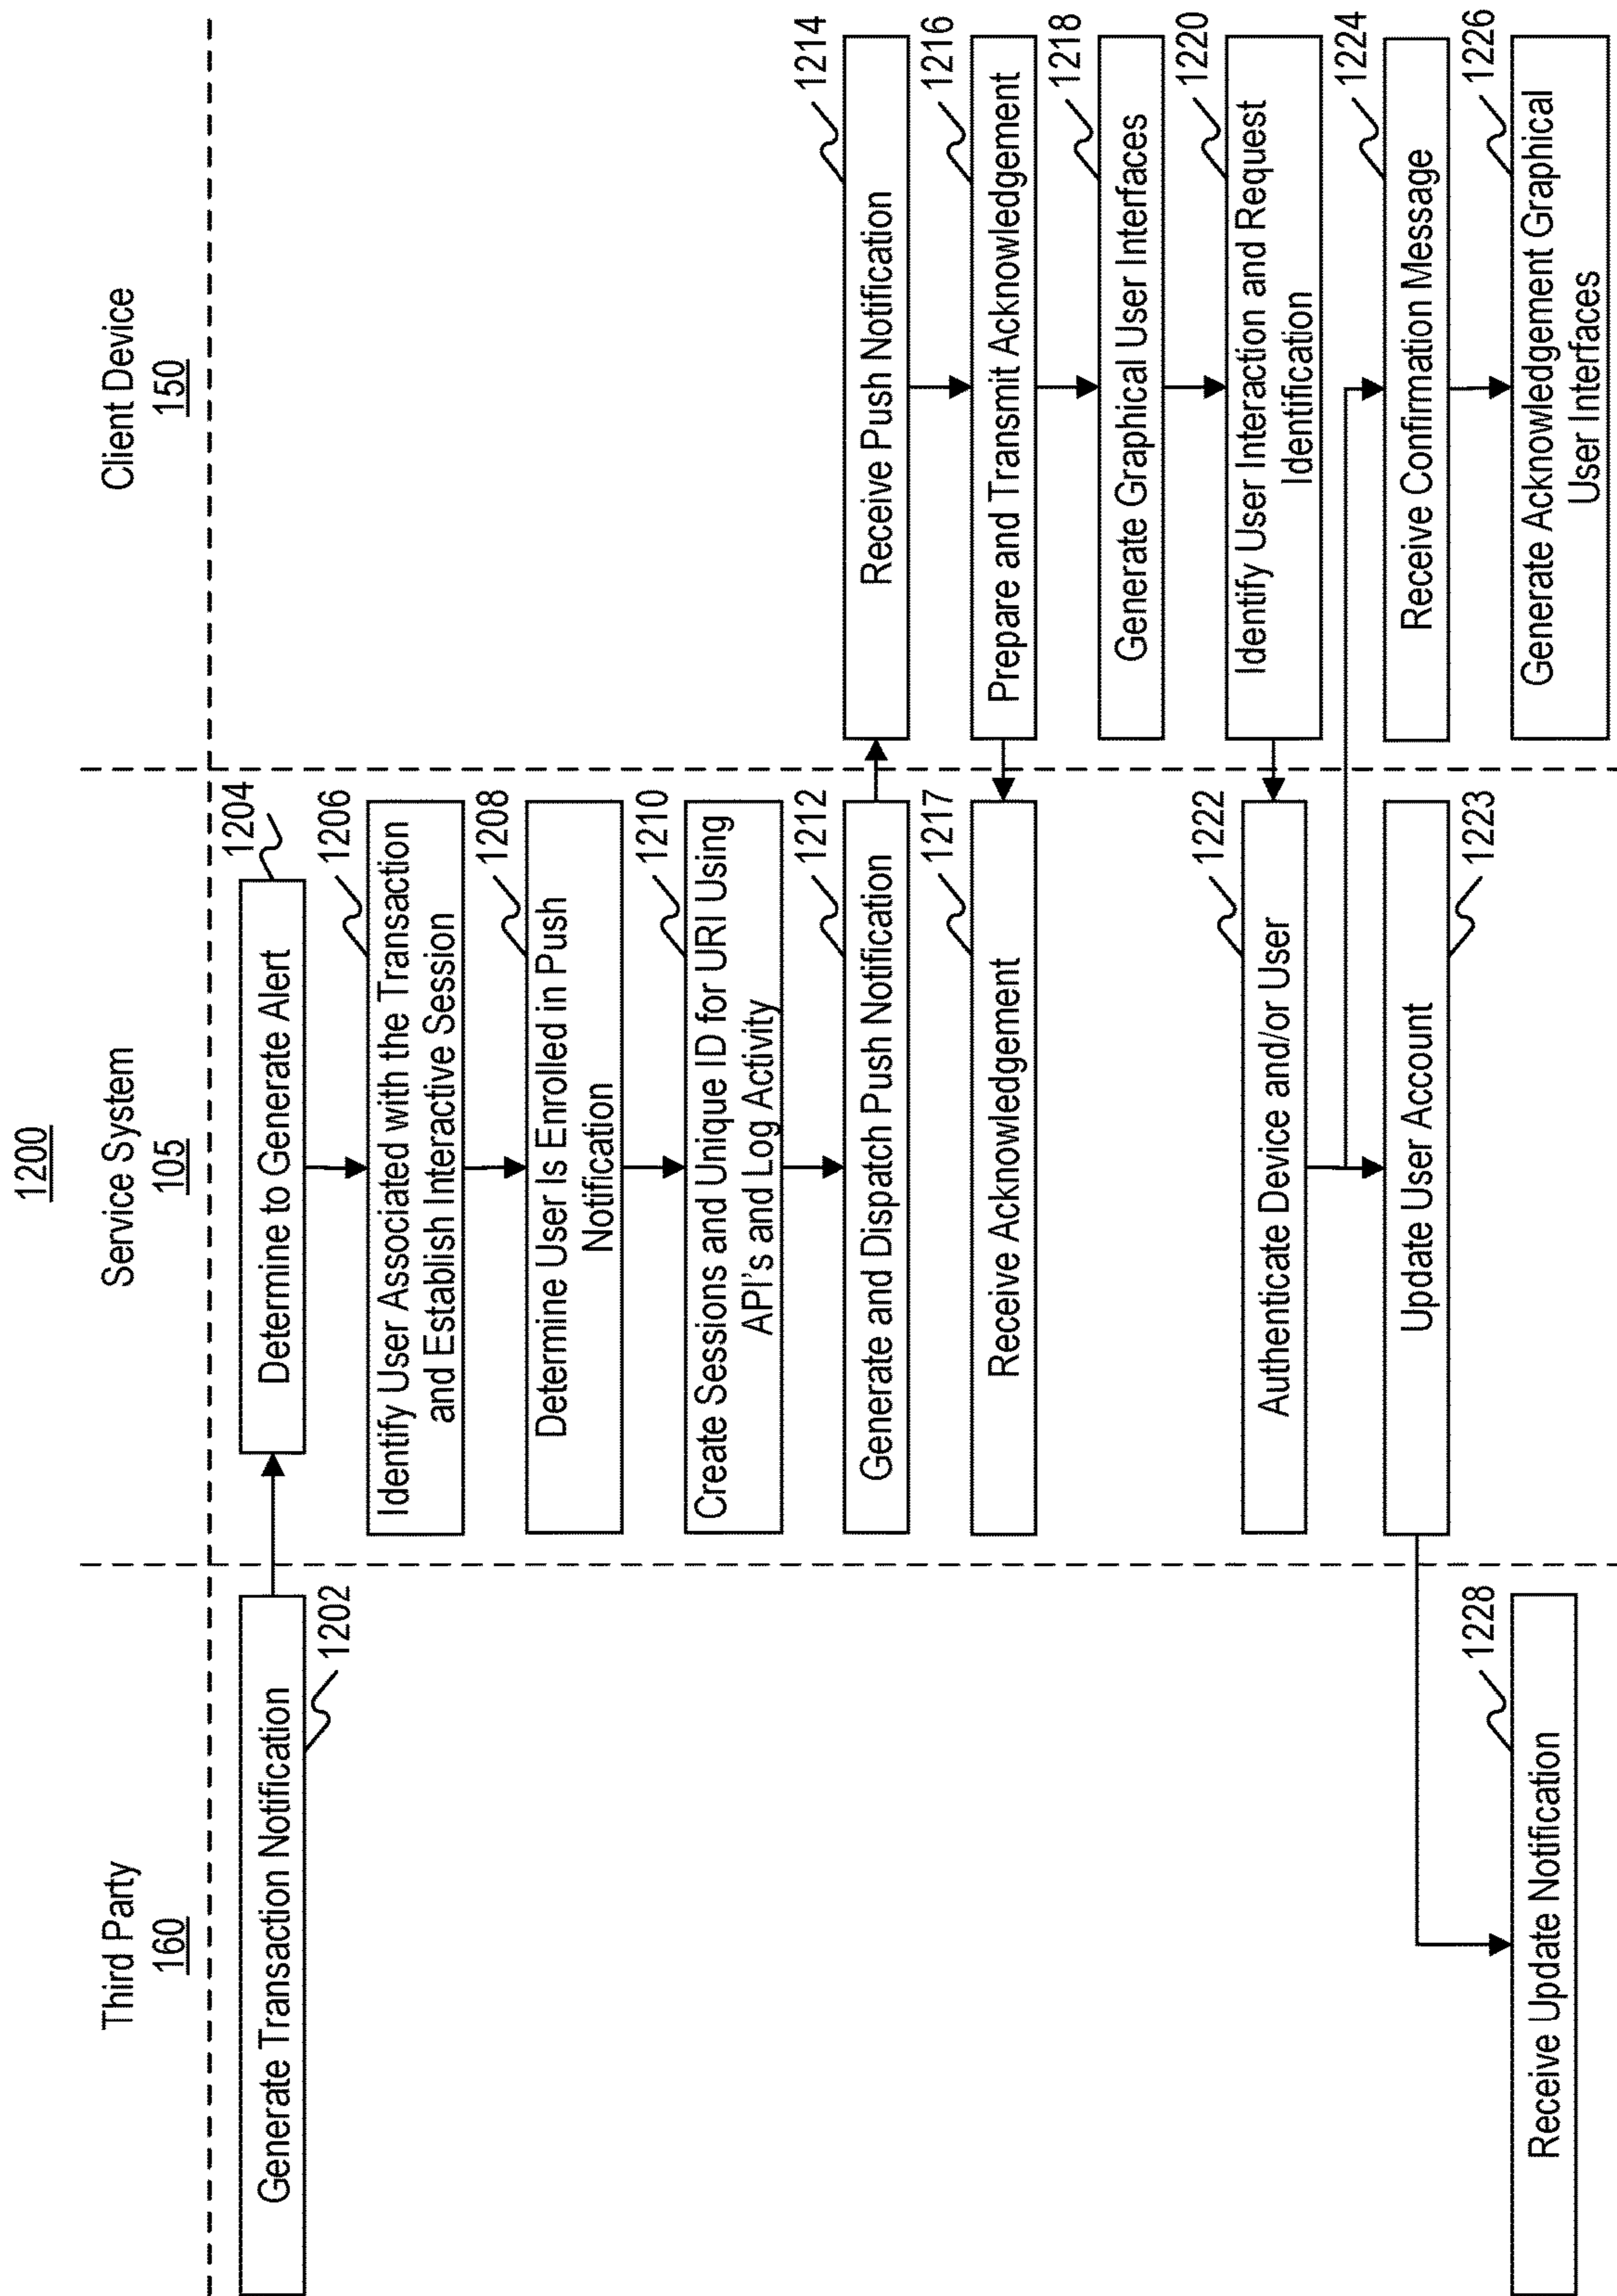 1200
Third Party
160
Service System
105
Client Device
150
Generate Transaction Notification
1202
Determine to Generate Alert
1204
Identify User Associated with the Transaction
and Establish Interactive Session
1206
Determine User Is Enrolled in Push
Notification
1208
Create Sessions and Unique ID for URI Using
API's and Log Activity
1210
Generate and Dispatch Push Notification
1212
Receive Push Notification
1214
Prepare and Transmit Acknowledgement
1216
Receive Acknowledgement
1217
Generate Graphical User Interfaces
1218
Identify User Interaction and Request
Identification
1220
Authenticate Device and/or User
1222
Update User Account
1223
Receive Confirmation Message
1224
Generate Acknowledgement Graphical
User Interfaces
1226
Receive Update Notification
1228